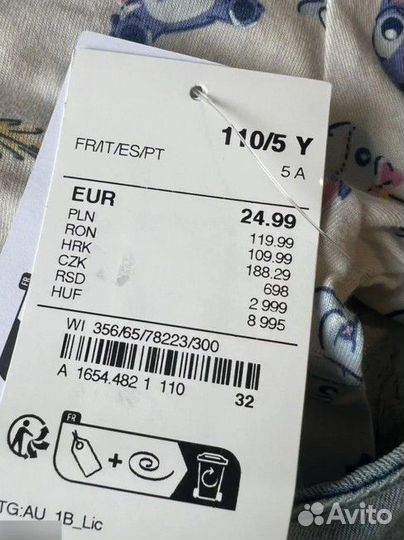 110/5 Y
FR/IT/ES/PT
5 A
EUR 24.99
PLN 119.99
RON 109.99
HRK 188.29
CZK 698
RSD 2 999
HUF 8 995
WI 356/65/78223/300
A 1654.482 1 110
32
FR
TG:AU_1B_Lic
Avito